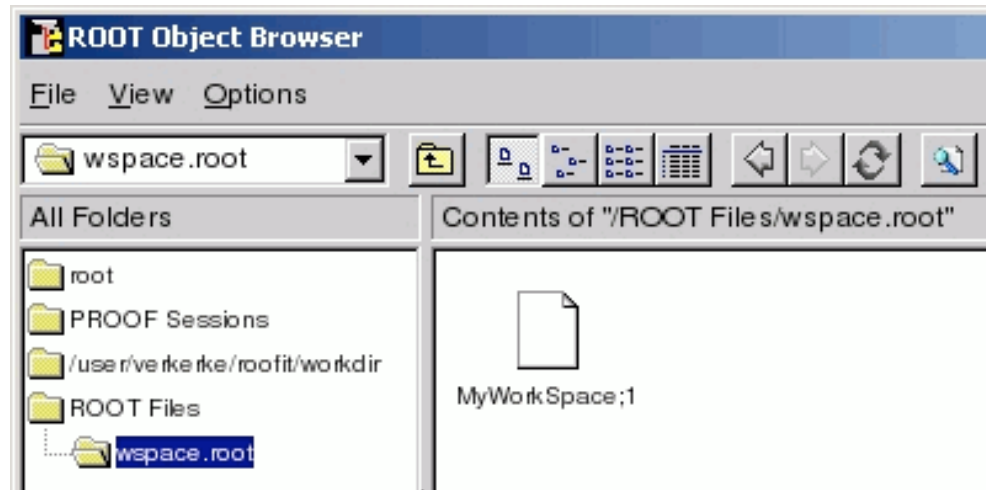 ROOT Object Browser
File View Options
wspace.root
All Folders
Contents of "/ROOT Files/wspace.root"
root
PROOF Sessions
/user/verkerke/roofit/workdir
ROOT Files
wspace.root
MyWorkSpace;1